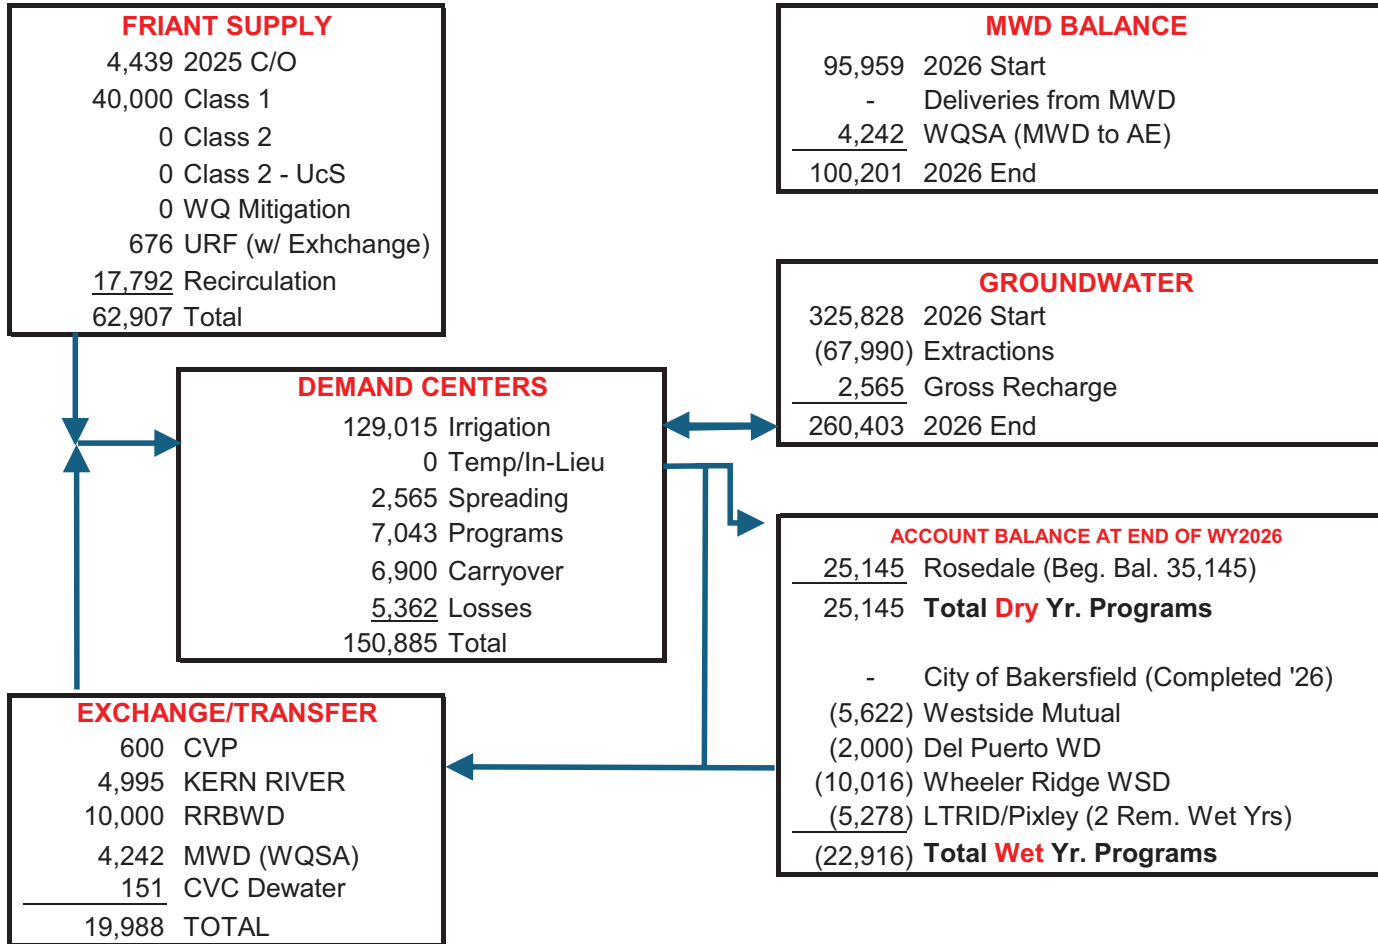 FRIANT SUPPLY
4,439 2025 C/O
40,000 Class 1
0 Class 2
0 Class 2 - UcS
0 WQ Mitigation
676 URF (w/ Exhchange)
17,792 Recirculation
62,907 Total
MWD BALANCE
95,959 2026 Start
- Deliveries from MWD
4,242 WQSA (MWD to AE)
100,201 2026 End
GROUNDWATER
325,828 2026 Start
(67,990) Extractions
2,565 Gross Recharge
260,403 2026 End
DEMAND CENTERS
129,015 Irrigation
0 Temp/In-Lieu
2,565 Spreading
7,043 Programs
6,900 Carryover
5,362 Losses
150,885 Total
ACCOUNT BALANCE AT END OF WY2026
25,145 Rosedale (Beg. Bal. 35,145)
25,145 Total Dry Yr. Programs
- City of Bakersfield (Completed '26)
(5,622) Westside Mutual
(2,000) Del Puerto WD
(10,016) Wheeler Ridge WSD
(5,278) LTRID/Pixley (2 Rem. Wet Yrs)
(22,916) Total Wet Yr. Programs
EXCHANGE/TRANSFER
600 CVP
4,995 KERN RIVER
10,000 RRBWD
4,242 MWD (WQSA)
151 CVC Dewater
19,988 TOTAL